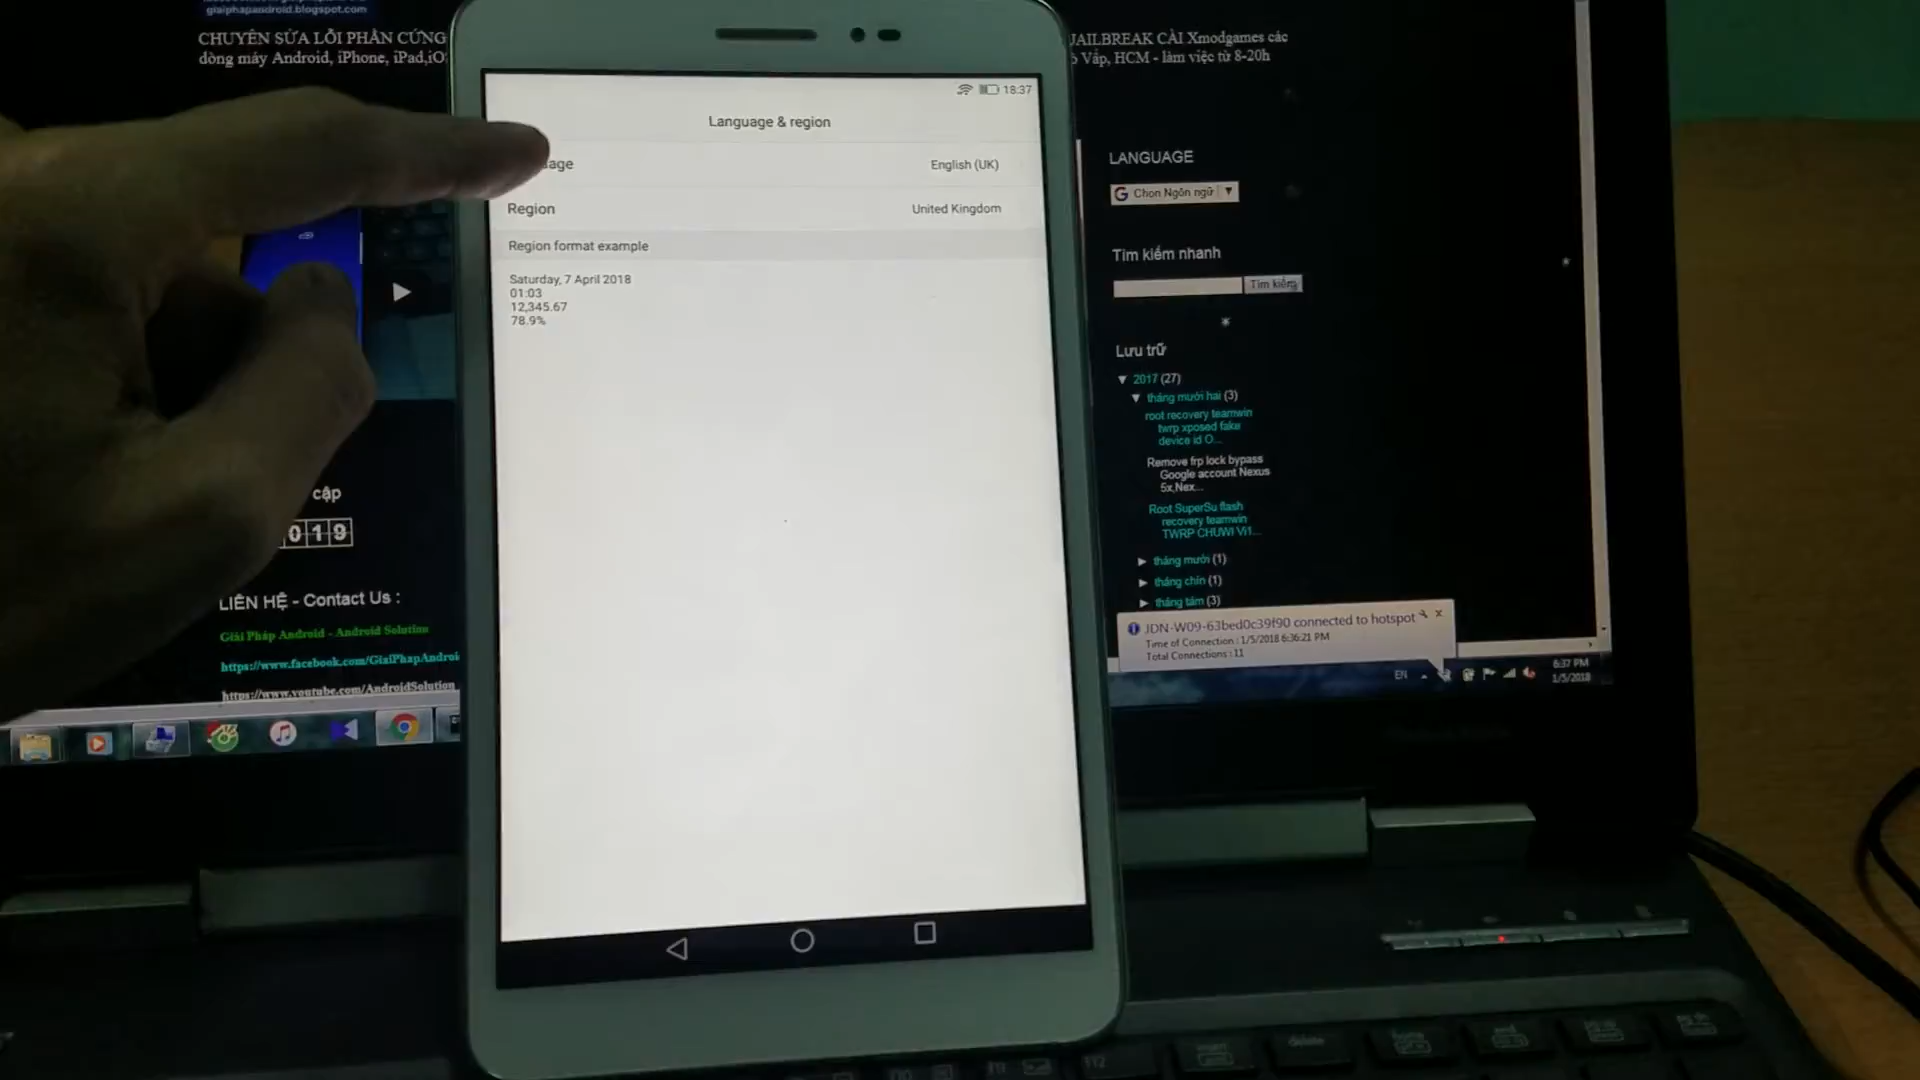 giaiphapandroid.blogspot.com
CHUYÊN SỬA LỖI PHẦN CỨNG
dòng máy Android, iPhone, iPad,iO
JAILBREAK CÀI Xmodgames các
Vấp, HCM - làm việc từ 8-20h
18:37
Language & region
age
English (UK)
Region
United Kingdom
Region format example
Saturday, 7 April 2018
01:03
12,345.67
78.9%
LANGUAGE
Chọn Ngôn ngữ ▼
Tìm kiếm nhanh
Tìm kiếm
Lưu trữ
▼ 2017 (27)
▼ tháng mười hai (3)
root recovery teamwin
twrp xposed fake
device id O...
Remove frp lock bypass
Google account Nexus
5x,Nex...
Root SuperSu flash
recovery teamwin
TWRP CHUWI Vi1...
► tháng mười (1)
► tháng chín (1)
► tháng tám (3)
cập
019
LIÊN HỆ - Contact Us :
Giải Pháp Android - Android Solution
https://www.facebook.com/GiaiPhapAndroi
https://www.youtube.com/AndroidSolution
JDN-W09-63bed0c39f90 connected to hotspot
Time of Connection : 1/5/2018 6:36:21 PM
Total Connections : 11
EN
6:37 PM
1/5/2018